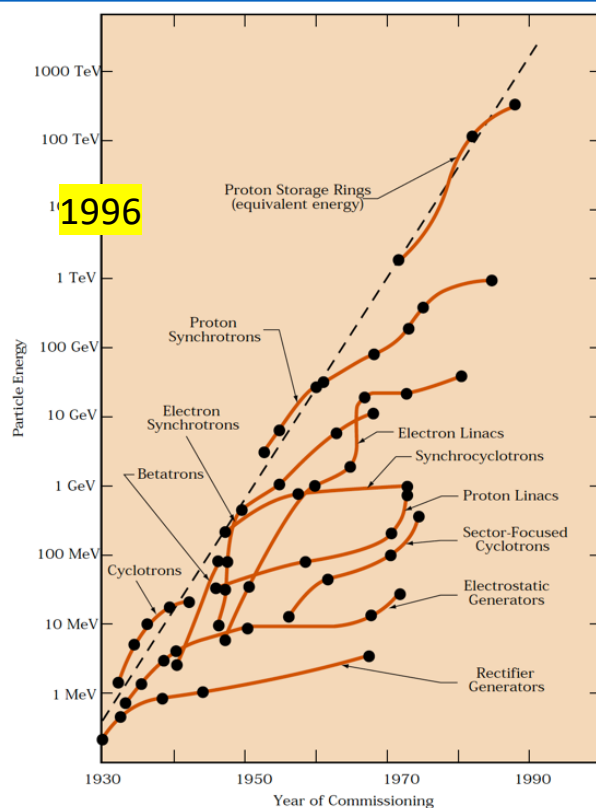 1000 TeV
100 TeV
Proton Storage Rings
(equivalent energy)
1996
1 TeV
Proton
Synchrotrons
100 GeV
Particle Energy
Electron
Synchrotrons
10 GeV
Electron Linacs
Betatrons
Synchrocyclotrons
1 GeV
Proton Linacs
Sector-Focused
Cyclotrons
100 MeV
Cyclotrons
Electrostatic
Generators
10 MeV
Rectifier
Generators
1 MeV
1930
1950
1970
1990
Year of Commissioning